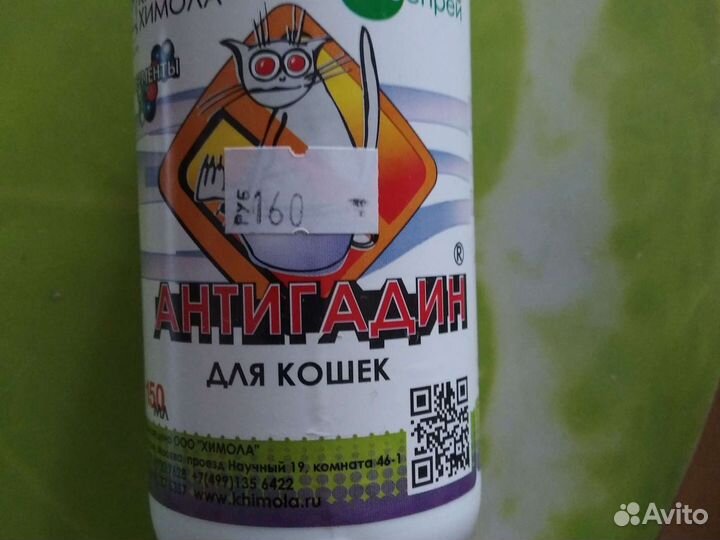 ХИМОЛА
спрей
РУБ 160
АНТИГАДИН®
ДЛЯ КОШЕК
ООО "ХИМОЛА"
проезд Научный 19, комната 46-1
+7(499)135 6422
www.khimola.ru
Avito